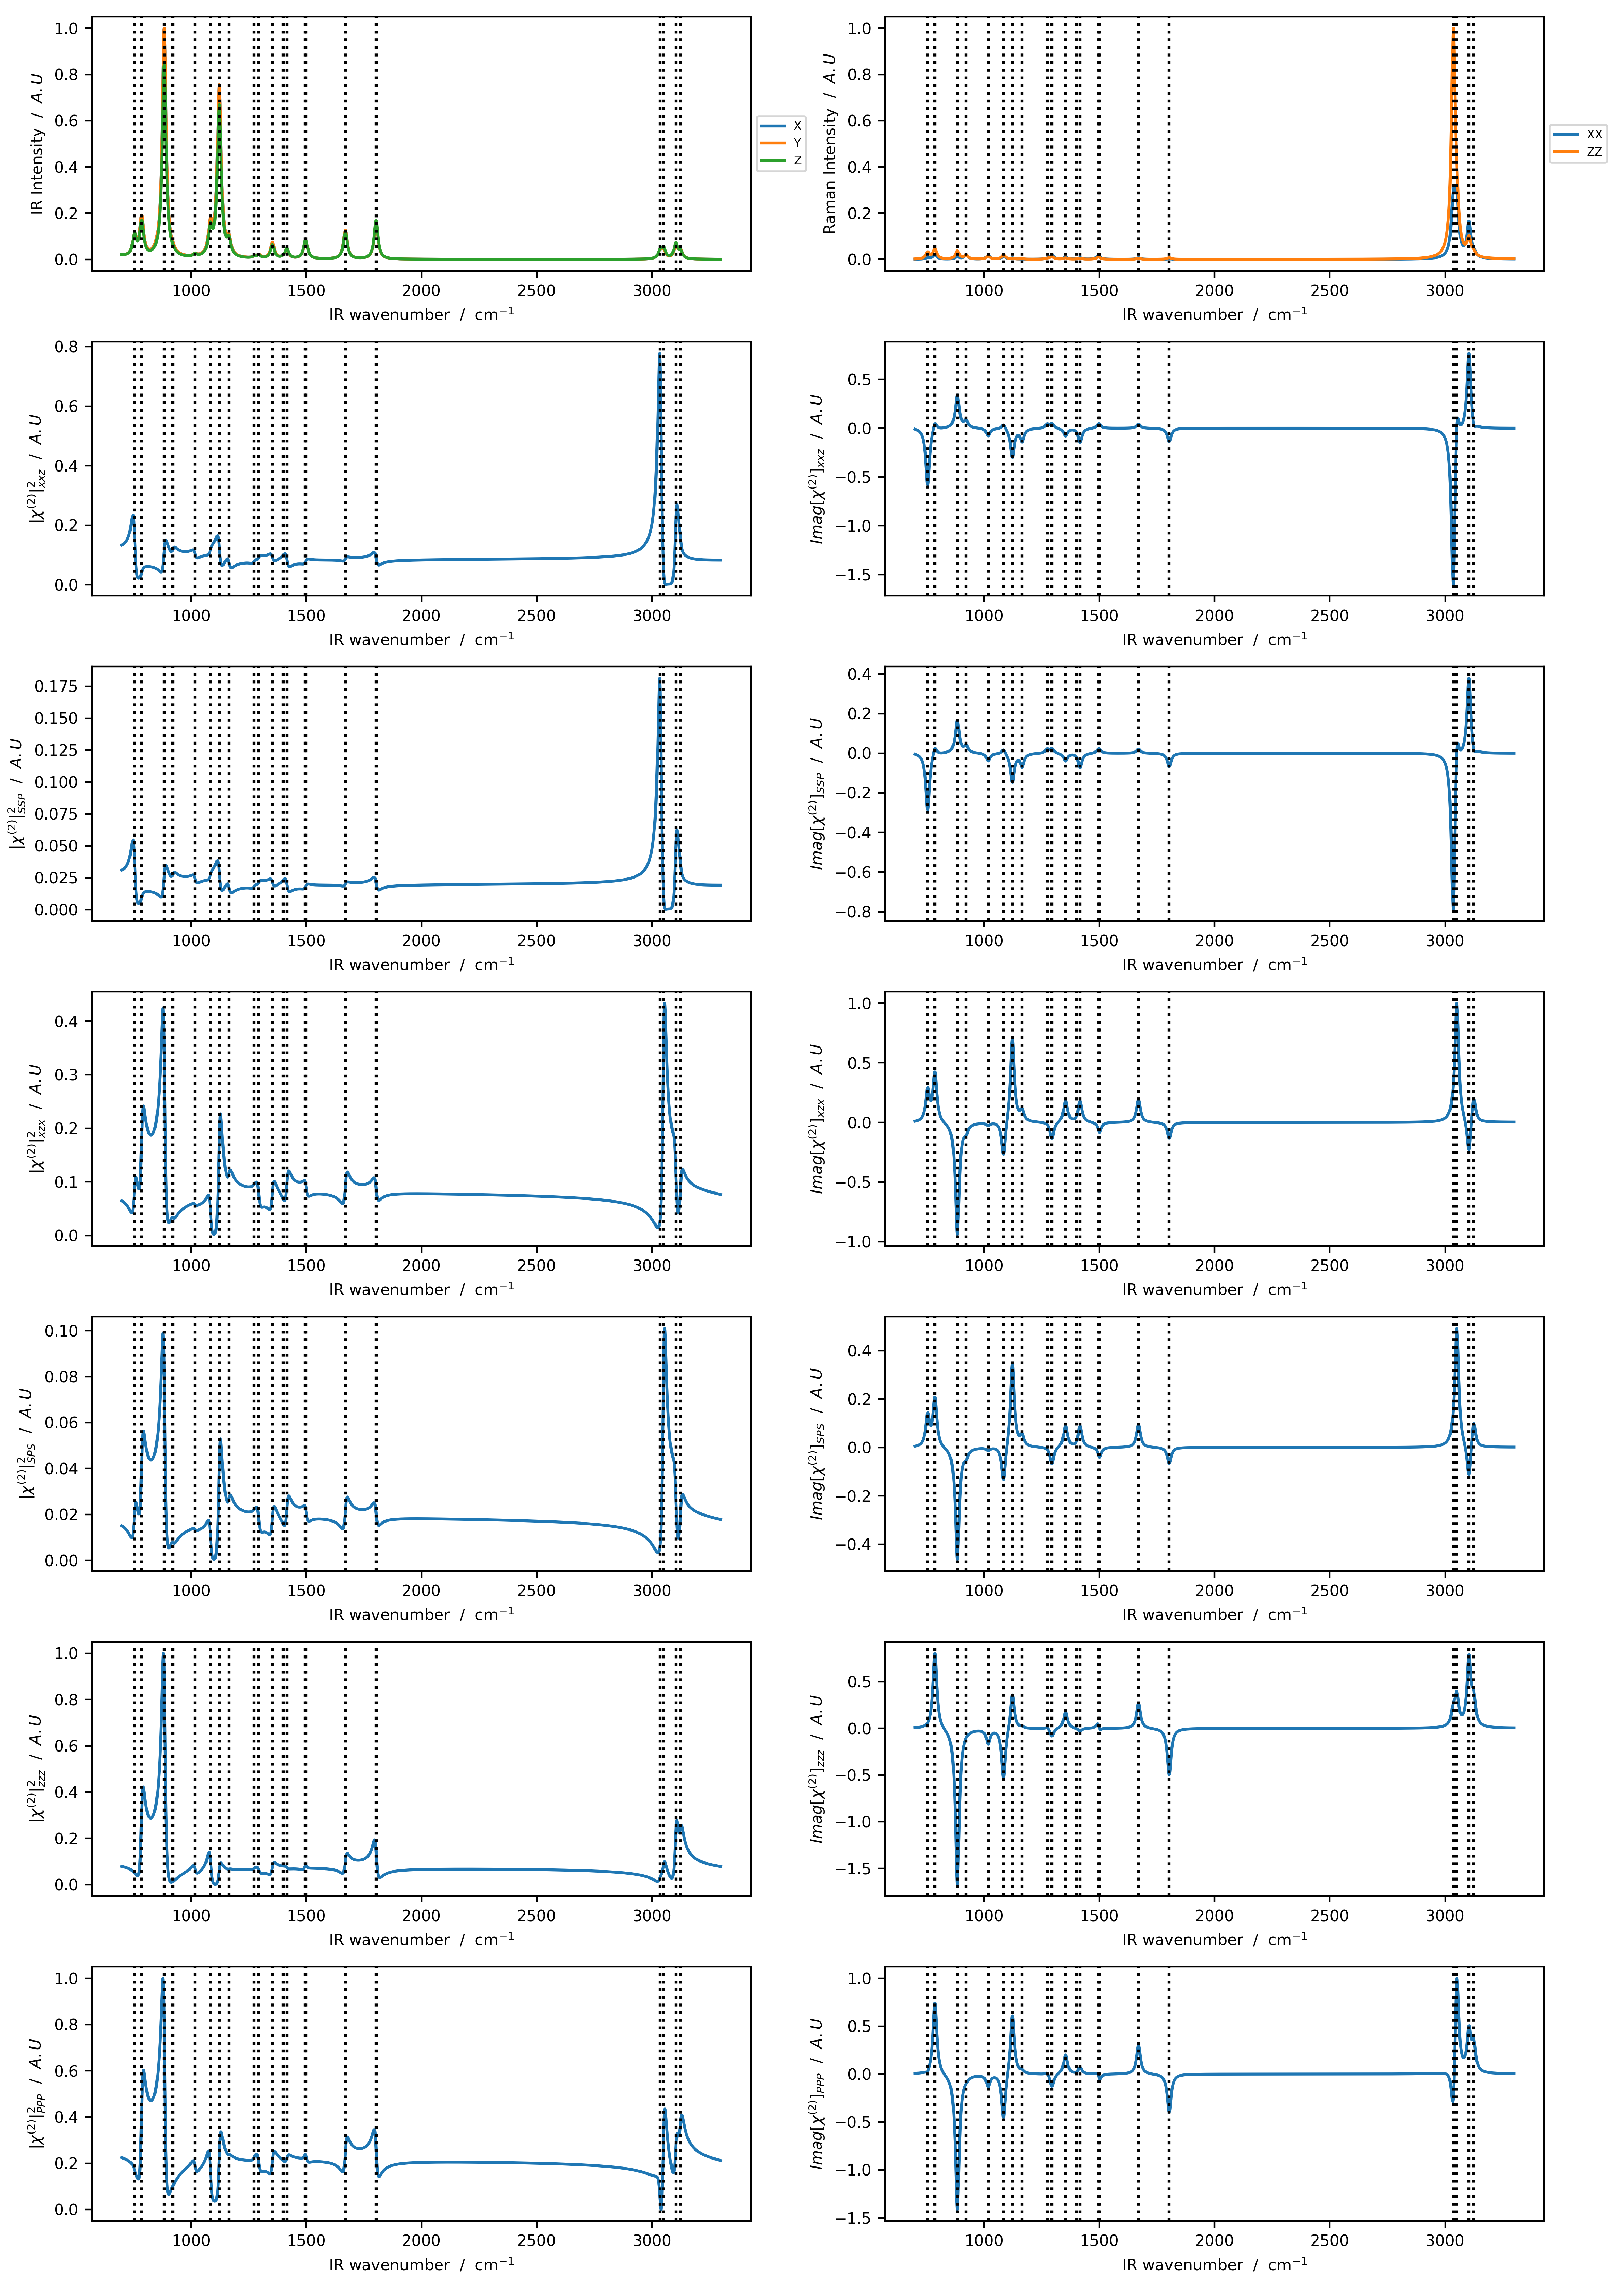 IR Intensity / A.U
1.0
0.8
0.6
0.4
0.2
0.0
1000 1500 2000 2500 3000
IR wavenumber / cm⁻¹
X
Y
Z
Raman Intensity / A.U
1.0
0.8
0.6
0.4
0.2
0.0
1000 1500 2000 2500 3000
IR wavenumber / cm⁻¹
XX
ZZ
|χ⁽²⁾|²xxz / A.U
0.8
0.6
0.4
0.2
0.0
1000 1500 2000 2500 3000
IR wavenumber / cm⁻¹
Imag[χ⁽²⁾]xxz / A.U
0.5
0.0
−0.5
−1.0
−1.5
1000 1500 2000 2500 3000
IR wavenumber / cm⁻¹
|χ⁽²⁾|²SSP / A.U
0.175
0.150
0.125
0.100
0.075
0.050
0.025
0.000
1000 1500 2000 2500 3000
IR wavenumber / cm⁻¹
Imag[χ⁽²⁾]SSP / A.U
0.4
0.2
0.0
−0.2
−0.4
−0.6
−0.8
1000 1500 2000 2500 3000
IR wavenumber / cm⁻¹
|χ⁽²⁾|²xzx / A.U
0.4
0.3
0.2
0.1
0.0
1000 1500 2000 2500 3000
IR wavenumber / cm⁻¹
Imag[χ⁽²⁾]xzx / A.U
1.0
0.5
0.0
−0.5
−1.0
1000 1500 2000 2500 3000
IR wavenumber / cm⁻¹
|χ⁽²⁾|²SPS / A.U
0.10
0.08
0.06
0.04
0.02
0.00
1000 1500 2000 2500 3000
IR wavenumber / cm⁻¹
Imag[χ⁽²⁾]SPS / A.U
0.4
0.2
0.0
−0.2
−0.4
1000 1500 2000 2500 3000
IR wavenumber / cm⁻¹
|χ⁽²⁾|²zzz / A.U
1.0
0.8
0.6
0.4
0.2
0.0
1000 1500 2000 2500 3000
IR wavenumber / cm⁻¹
Imag[χ⁽²⁾]zzz / A.U
0.5
0.0
−0.5
−1.0
−1.5
1000 1500 2000 2500 3000
IR wavenumber / cm⁻¹
|χ⁽²⁾|²PPP / A.U
1.0
0.8
0.6
0.4
0.2
0.0
1000 1500 2000 2500 3000
IR wavenumber / cm⁻¹
Imag[χ⁽²⁾]PPP / A.U
1.0
0.5
0.0
−0.5
−1.0
−1.5
1000 1500 2000 2500 3000
IR wavenumber / cm⁻¹